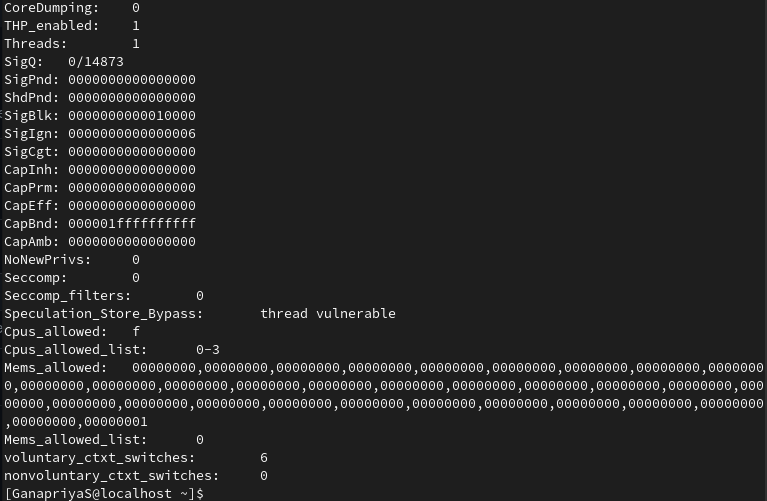 CoreDumping:    0
THP_enabled:    1
Threads:        1
SigQ:   0/14873
SigPnd: 0000000000000000
ShdPnd: 0000000000000000
SigBlk: 0000000000010000
SigIgn: 0000000000000006
SigCgt: 0000000000000000
CapInh: 0000000000000000
CapPrm: 0000000000000000
CapEff: 0000000000000000
CapBnd: 000001ffffffffff
CapAmb: 0000000000000000
NoNewPrivs:     0
Seccomp:        0
Seccomp_filters:        0
Speculation_Store_Bypass:       thread vulnerable
Cpus_allowed:   f
Cpus_allowed_list:      0-3
Mems_allowed:   00000000,00000000,00000000,00000000,00000000,00000000,00000000,00000000,0000000
0,00000000,00000000,00000000,00000000,00000000,00000000,00000000,00000000,00000000,000
00000,00000000,00000000,00000000,00000000,00000000,00000000,00000000,00000000,00000000
,00000000,00000001
Mems_allowed_list:      0
voluntary_ctxt_switches:        6
nonvoluntary_ctxt_switches:     0
[GanapriyaS@localhost ~]$